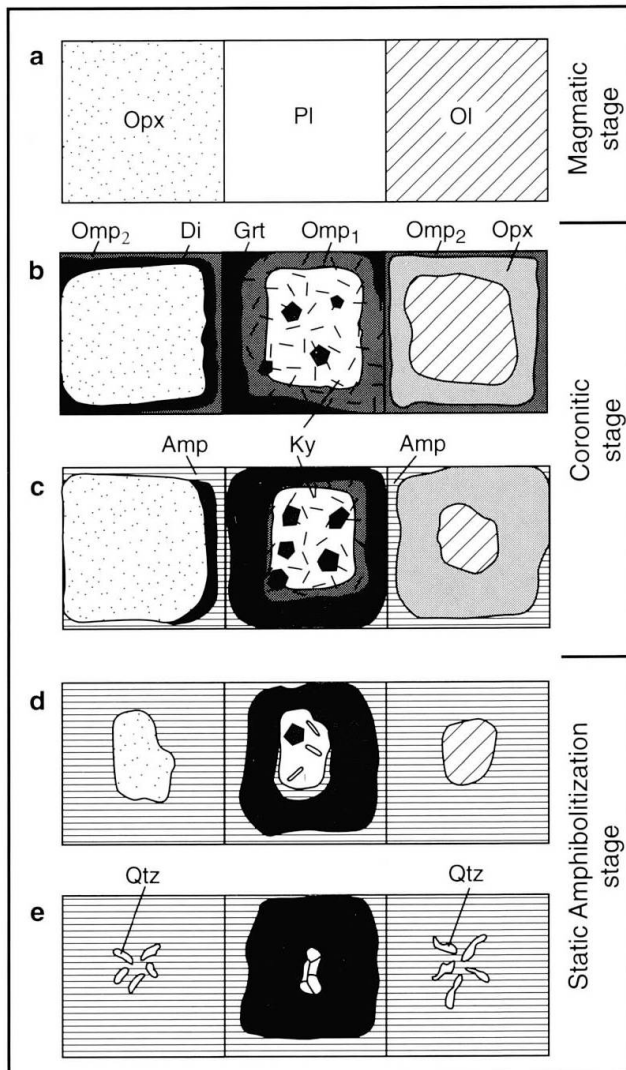 a
Opx
Pl
Ol
Magmatic stage
Omp2 Di Grt Omp1 Omp2 Opx
b
Coronitic stage
Amp Ky Amp
c
d
Static Amphibolitization stage
Qtz Qtz
e